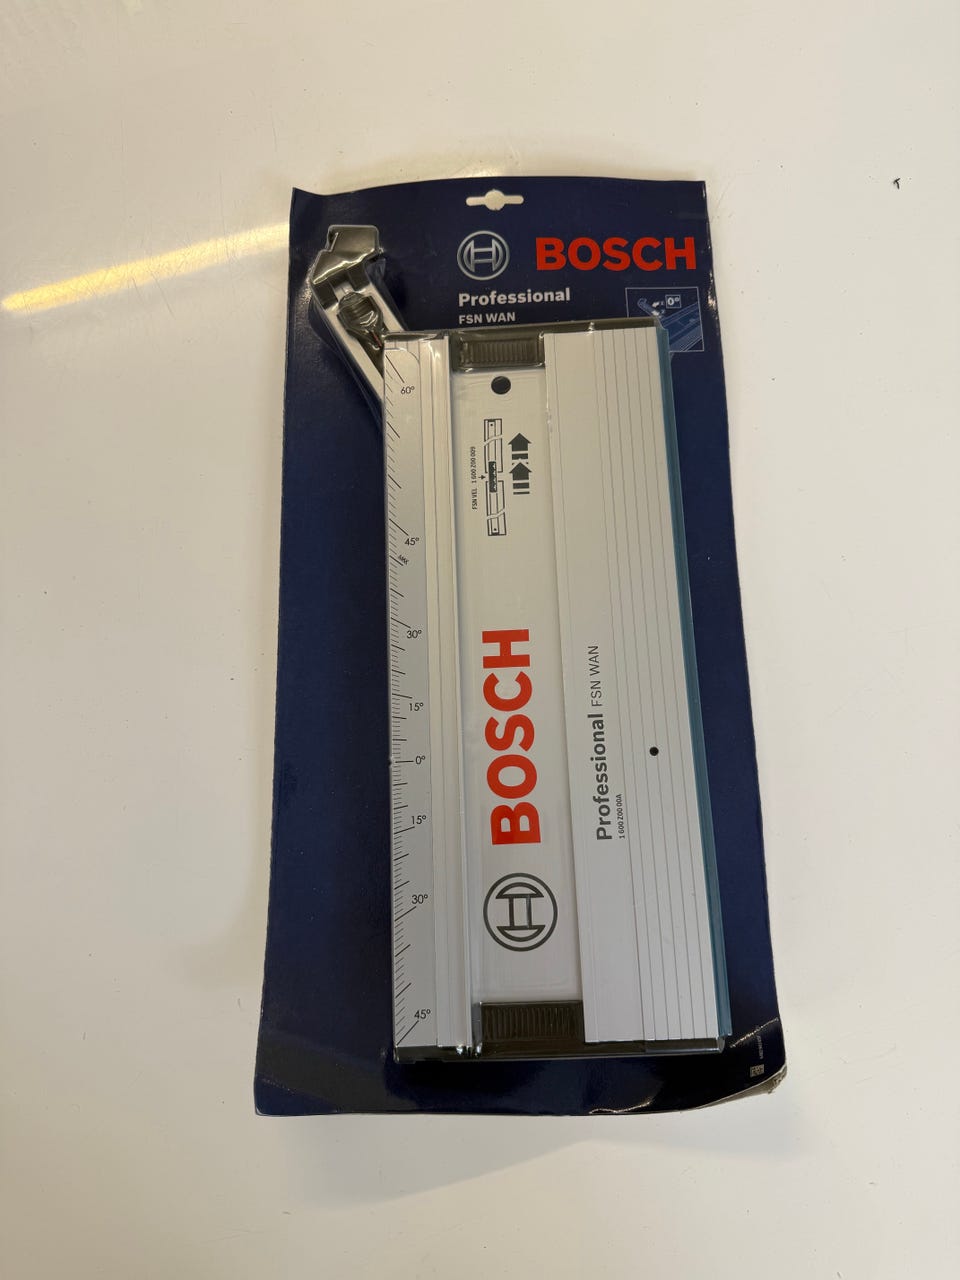 BOSCH
Professional
FSN WAN
0°
60°
45°
MAX
30°
15°
0°
15°
30°
45°
FSN VEL 1 600 Z00 009
BOSCH
Professional FSN WAN
1 600 Z00 00A